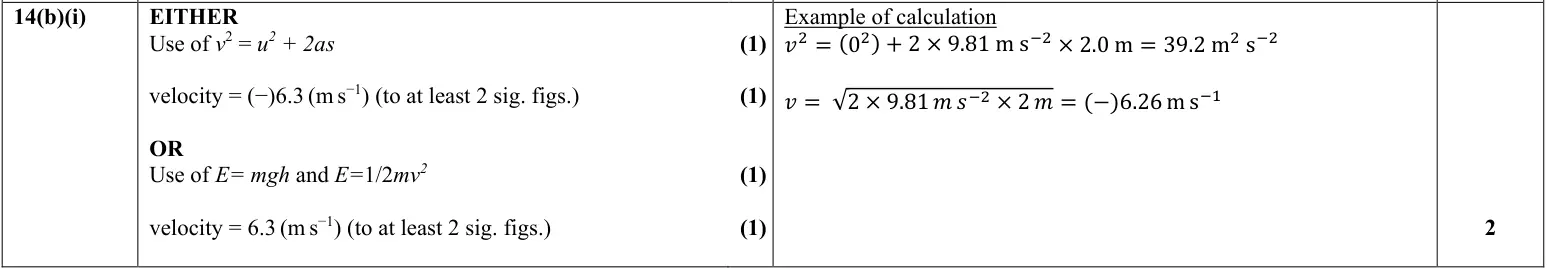 14(b)(i) EITHER Example of calculation
Use of v² = u² + 2as (1) v² = (0²) + 2 × 9.81 m s⁻² × 2.0 m = 39.2 m² s⁻²
velocity = (−)6.3 (m s⁻¹) (to at least 2 sig. figs.) (1) v = √(2 × 9.81 m s⁻² × 2 m) = (−)6.26 m s⁻¹
OR
Use of E= mgh and E=1/2mv² (1)
velocity = 6.3 (m s⁻¹) (to at least 2 sig. figs.) (1) 2